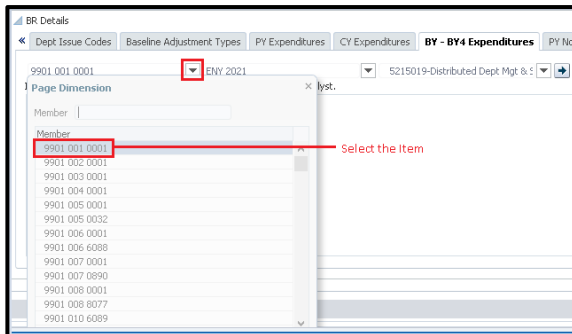 BR Details
« Dept Issue Codes Baseline Adjustment Types PY Expenditures CY Expenditures BY - BY4 Expenditures PY No
9901 001 0001 ENY 2021 5215019-Distributed Dept Mgt & S
Page Dimension × lyst.
Member
Member
9901 001 0001 Select the Item
9901 002 0001
9901 003 0001
9901 004 0001
9901 005 0001
9901 005 0032
9901 006 0001
9901 006 6088
9901 007 0001
9901 007 0890
9901 008 0001
9901 008 8077
9901 010 6089